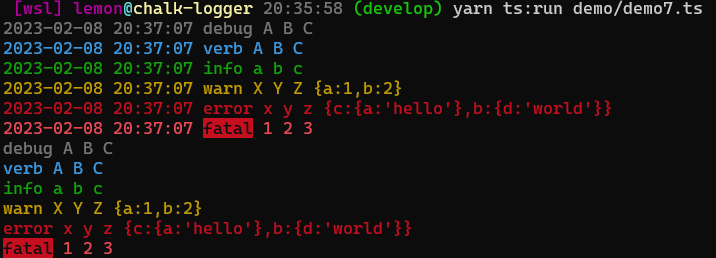 [wsl] lemon@chalk-logger 20:35:58 (develop) yarn ts:run demo/demo7.ts
2023-02-08 20:37:07 debug A B C
2023-02-08 20:37:07 verb A B C
2023-02-08 20:37:07 info a b c
2023-02-08 20:37:07 warn X Y Z {a:1,b:2}
2023-02-08 20:37:07 error x y z {c:{a:'hello'},b:{d:'world'}}
2023-02-08 20:37:07 fatal 1 2 3
debug A B C
verb A B C
info a b c
warn X Y Z {a:1,b:2}
error x y z {c:{a:'hello'},b:{d:'world'}}
fatal 1 2 3